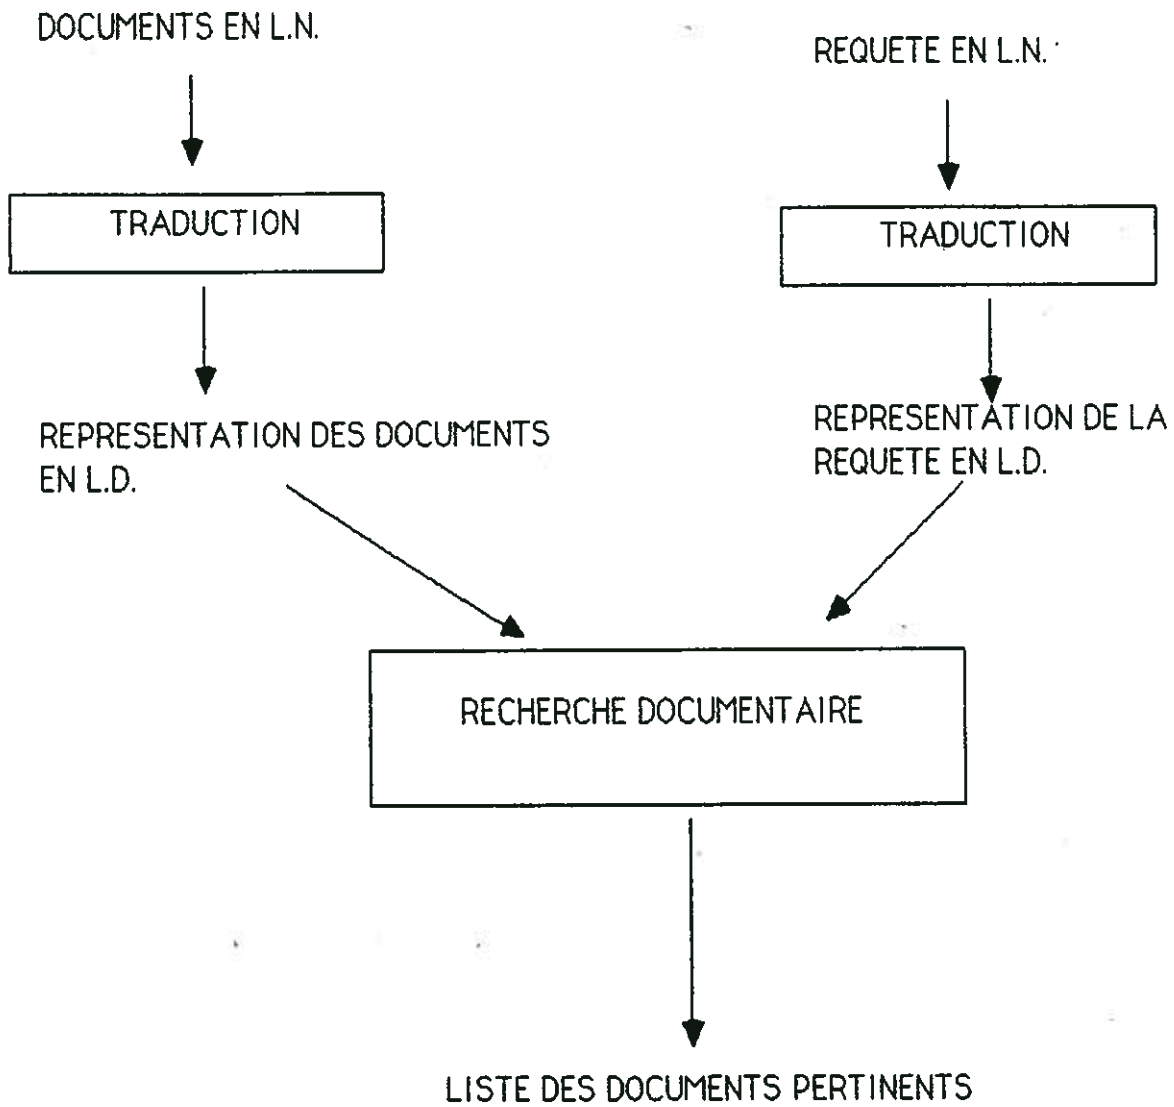 DOCUMENTS EN L.N.
REQUETE EN L.N.
TRADUCTION
TRADUCTION
REPRESENTATION DES DOCUMENTS
EN L.D.
REPRESENTATION DE LA
REQUETE EN L.D.
RECHERCHE DOCUMENTAIRE
LISTE DES DOCUMENTS PERTINENTS